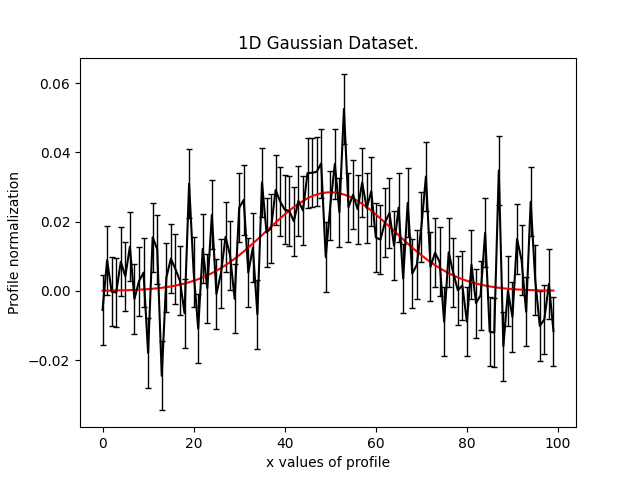 1D Gaussian Dataset.
Profile normalization
0.06
0.04
0.02
0.00
−0.02
0 20 40 60 80 100
x values of profile